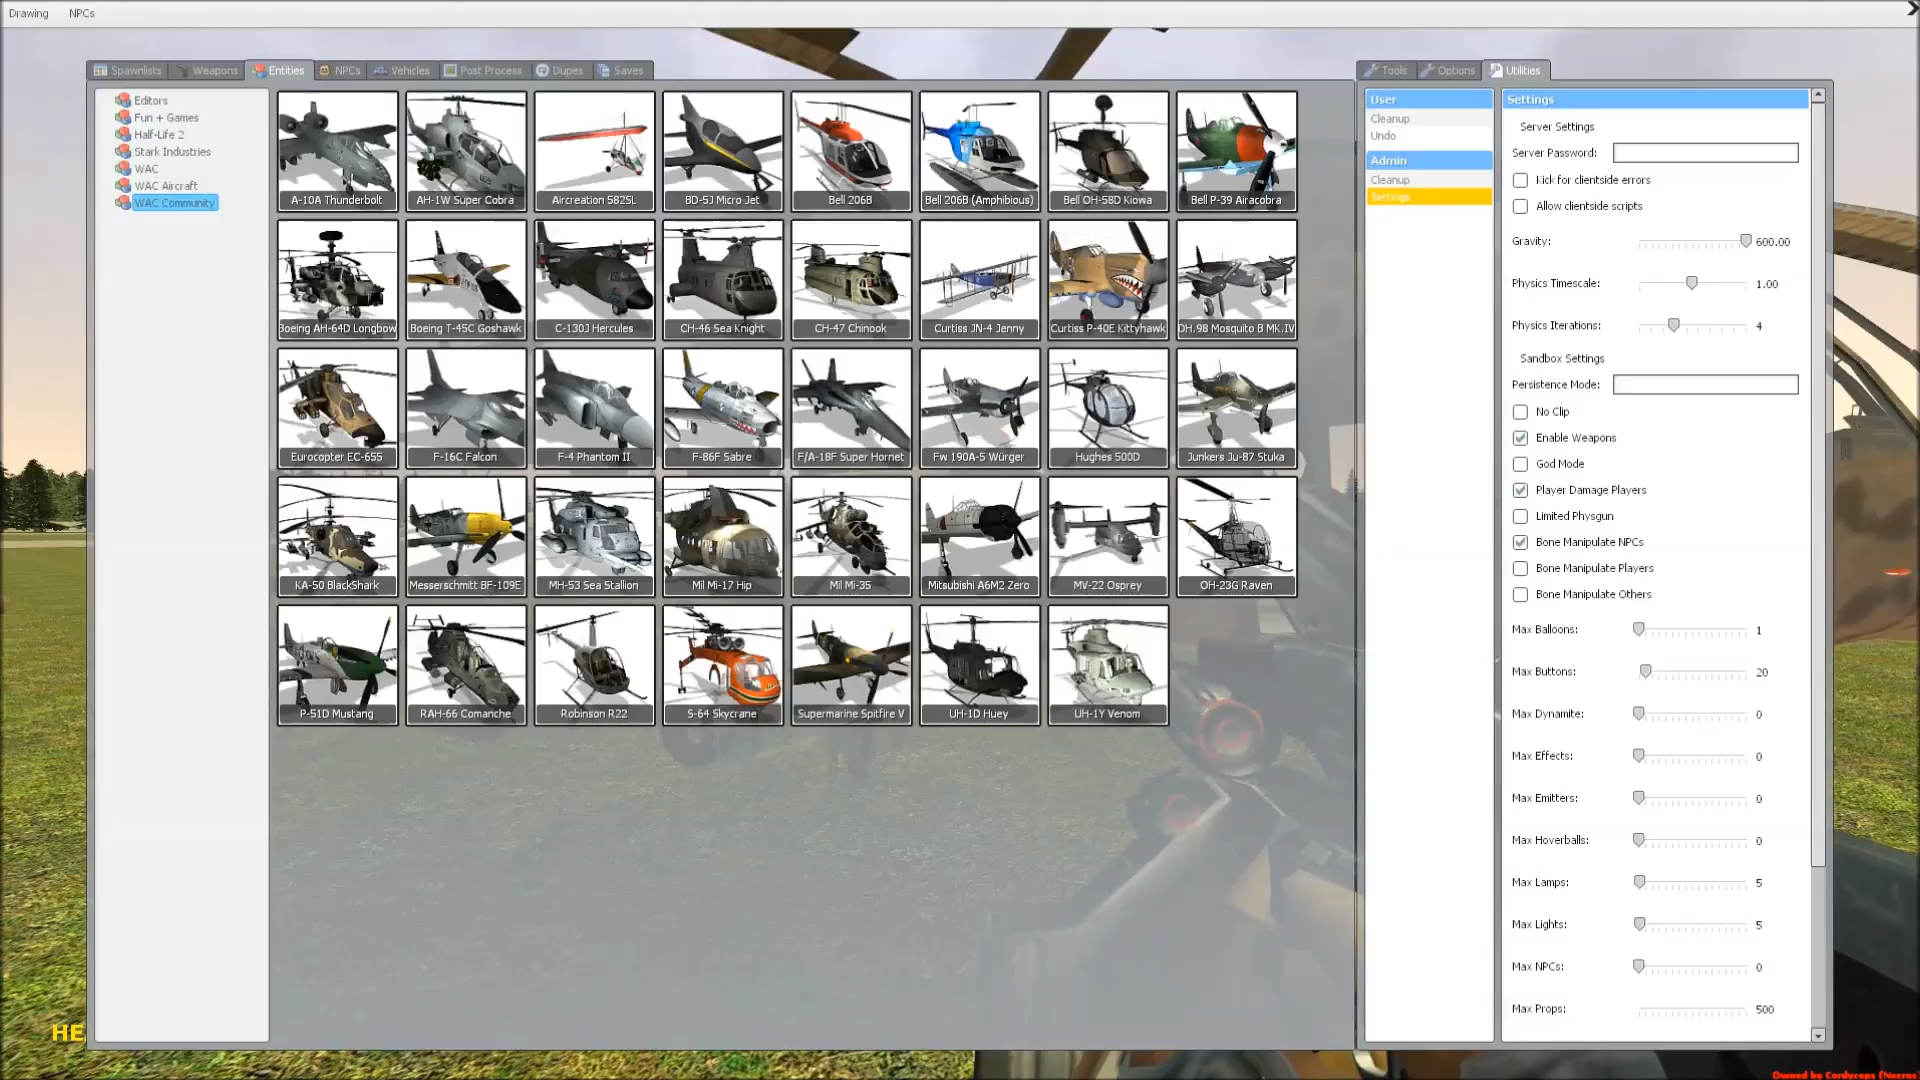 Drawing NPCs
Spawnlists Weapons Entities NPCs Vehicles Post Process Dupes Saves
Editors
Fun + Games
Half-Life 2
Stark Industries
WAC
WAC Aircraft
WAC Community
A-10A Thunderbolt AH-1W Super Cobra Aircreation 582SL BD-5J Micro Jet Bell 206B Bell 206B (Amphibious) Bell OH-58D Kiowa Bell P-39 Airacobra
Boeing AH-64D Longbow Boeing T-45C Goshawk C-130J Hercules CH-46 Sea Knight CH-47 Chinook Curtiss JN-4 Jenny Curtiss P-40E Kittyhawk DH.98 Mosquito B MK.IV
Eurocopter EC-655 F-16C Falcon F-4 Phantom II F-86F Sabre F/A-18F Super Hornet Fw 190A-5 Würger Hughes 500D Junkers Ju-87 Stuka
KA-50 BlackShark Messerschmitt BF-109E MH-53 Sea Stallion Mil Mi-17 Hip Mil Mi-35 Mitsubishi A6M2 Zero MV-22 Osprey OH-23G Raven
P-51D Mustang RAH-66 Comanche Robinson R22 S-64 Skycrane Supermarine Spitfire V UH-1D Huey UH-1Y Venom
HE
Tools Options Utilities
User
Cleanup
Undo
Admin
Cleanup
Settings
Settings
Server Settings
Server Password:
Kick for clientside errors
Allow clientside scripts
Gravity: 600.00
Physics Timescale: 1.00
Physics Iterations: 4
Sandbox Settings
Persistence Mode:
No Clip
Enable Weapons
God Mode
Player Damage Players
Limited Physgun
Bone Manipulate NPCs
Bone Manipulate Players
Bone Manipulate Others
Max Balloons: 1
Max Buttons: 20
Max Dynamite: 0
Max Effects: 0
Max Emitters: 0
Max Hoverballs: 0
Max Lamps: 5
Max Lights: 5
Max NPCs: 0
Max Props: 500
Owned by Cordyceps (Necros